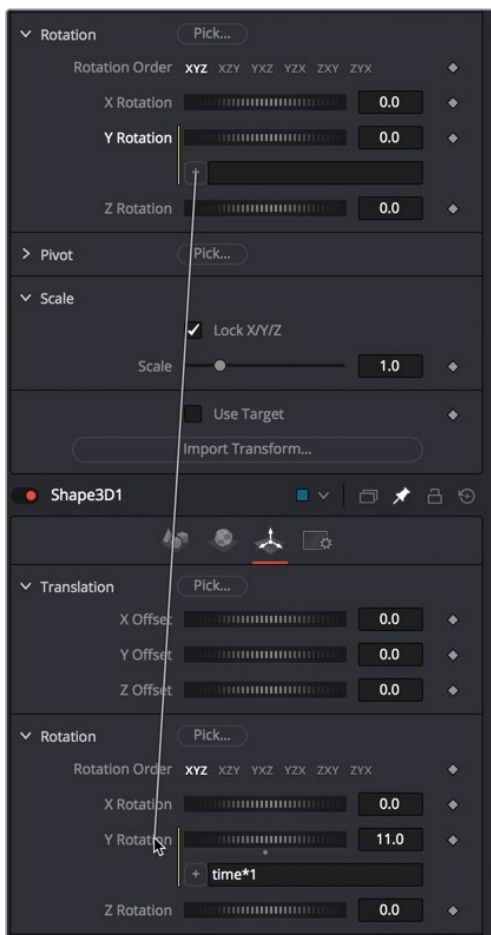 Rotation Pick...
Rotation Order XYZ XZY YXZ YZX ZXY ZYX
X Rotation 0.0
Y Rotation 0.0
+
Z Rotation 0.0
Pivot Pick...
Scale
Lock X/Y/Z
Scale 1.0
Use Target
Import Transform...
Shape3D1
Translation Pick...
X Offset 0.0
Y Offset 0.0
Z Offset 0.0
Rotation Pick...
Rotation Order XYZ XZY YXZ YZX ZXY ZYX
X Rotation 0.0
Y Rotation 11.0
+ time*1
Z Rotation 0.0